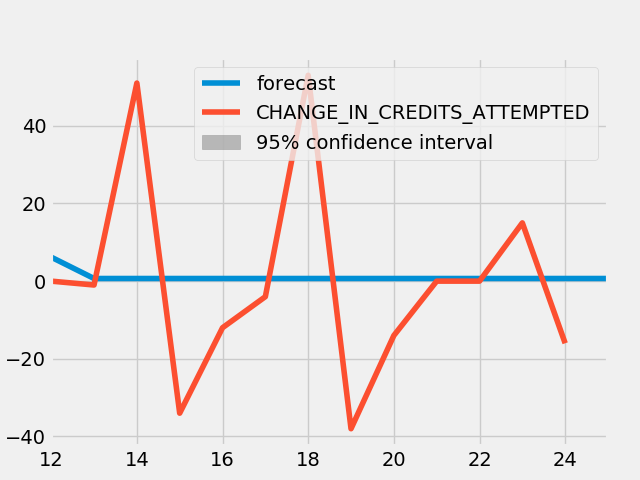 forecast
CHANGE_IN_CREDITS_ATTEMPTED
95% confidence interval
40
20
0
−20
−40
12 14 16 18 20 22 24